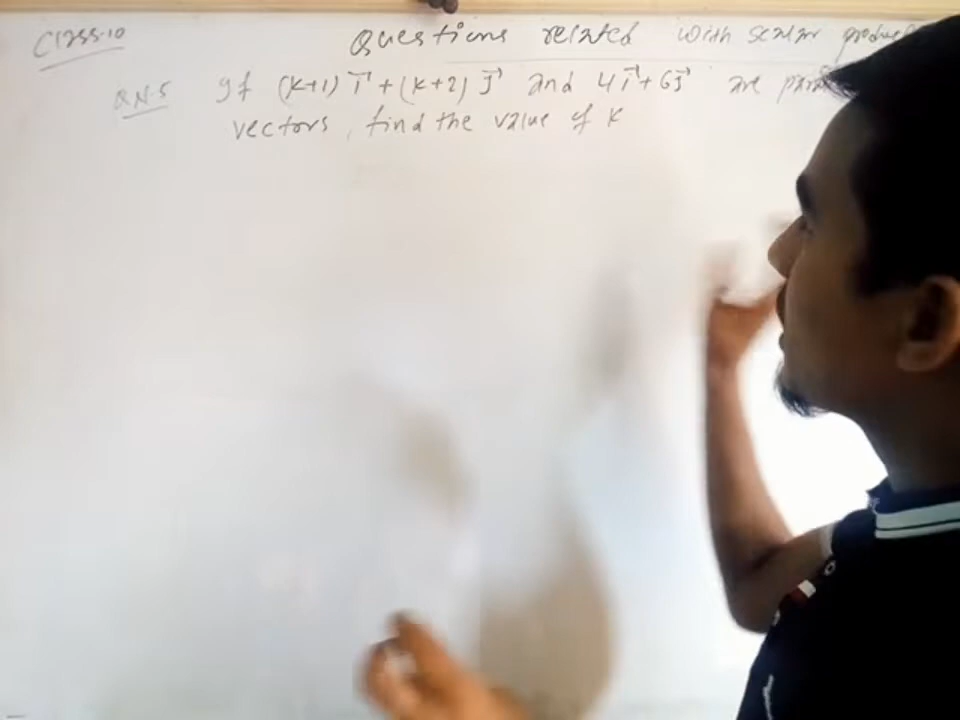 Class-10
Questions related with scalar
Q.N.5 If (k+1) i⃗ + (k+2) j⃗ and 4i⃗ + 6j⃗ are
vectors, find the value of k